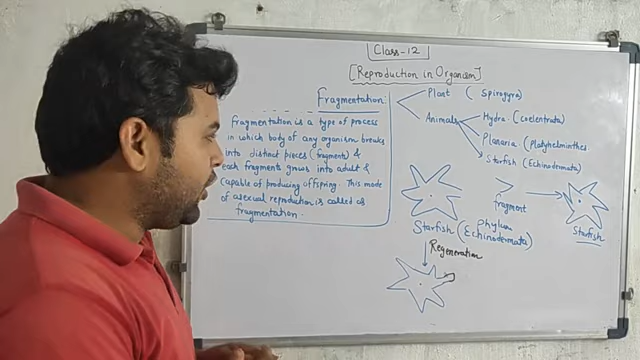 Class-12
[Reproduction in Organism]
Fragmentation:
Fragmentation is a type of process
in which body of any organism breaks
into distinct pieces (fragments) &
each fragments grows into adult &
capable of producing offspring. This mode
of asexual reproduction is called as
fragmentation.
Plant ( Spirogyra)
Animals
Hydra - (Coelentrata)
Planaria ( Platyhelminthes
Starfish ( Echinodermata)
fragment
Starfish
Starfish ( Phylum
Echinodermata)
Regeneration